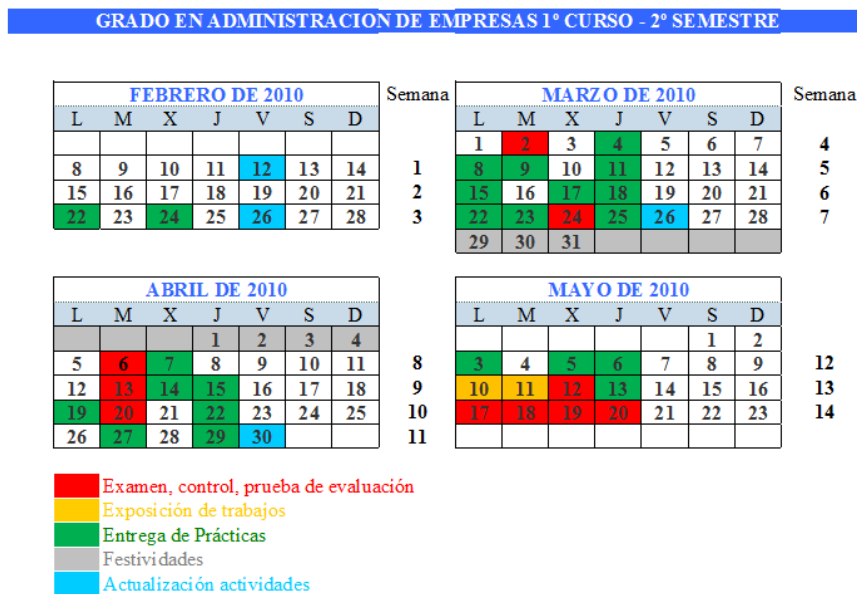 GRADO EN ADMINISTRACION DE EMPRESAS 1º CURSO - 2º SEMESTRE
FEBRERO DE 2010 Semana
L M X J V S D
8 9 10 11 12 13 14 1
15 16 17 18 19 20 21 2
22 23 24 25 26 27 28 3
MARZO DE 2010 Semana
L M X J V S D
1 2 3 4 5 6 7 4
8 9 10 11 12 13 14 5
15 16 17 18 19 20 21 6
22 23 24 25 26 27 28 7
29 30 31
ABRIL DE 2010
L M X J V S D
1 2 3 4
5 6 7 8 9 10 11 8
12 13 14 15 16 17 18 9
19 20 21 22 23 24 25 10
26 27 28 29 30 11
MAYO DE 2010
L M X J V S D
1 2
3 4 5 6 7 8 9 12
10 11 12 13 14 15 16 13
17 18 19 20 21 22 23 14
Examen, control, prueba de evaluación
Exposición de trabajos
Entrega de Prácticas
Festividades
Actualización actividades